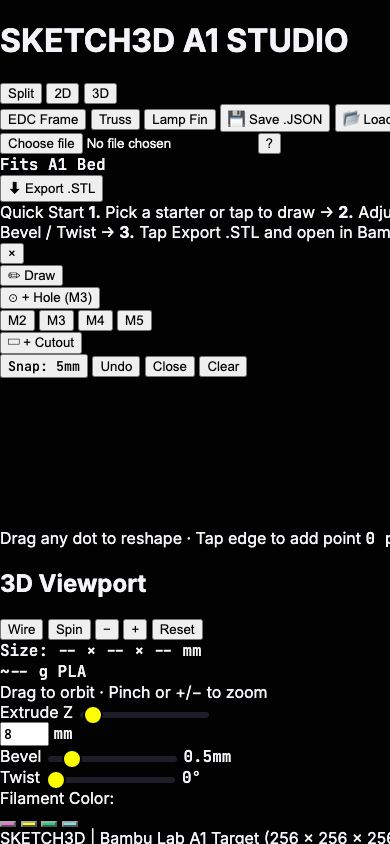 SKETCH3D A1 STUDIO
Split 2D 3D
EDC Frame Truss Lamp Fin 💾 Save .JSON 📂 Loac
Choose file No file chosen ?
Fits A1 Bed
⬇ Export .STL
Quick Start 1. Pick a starter or tap to draw → 2. Adju
Bevel / Twist → 3. Tap Export .STL and open in Bam
×
✏ Draw
⊙ + Hole (M3)
M2 M3 M4 M5
▭ + Cutout
Snap: 5mm Undo Close Clear
Drag any dot to reshape · Tap edge to add point 0 p
3D Viewport
Wire Spin − + Reset
Size: -- × -- × -- mm
~-- g PLA
Drag to orbit · Pinch or +/− to zoom
Extrude Z
8 mm
Bevel 0.5mm
Twist 0°
Filament Color:
SKETCH3D | Bambu Lab A1 Target (256 × 256 × 256